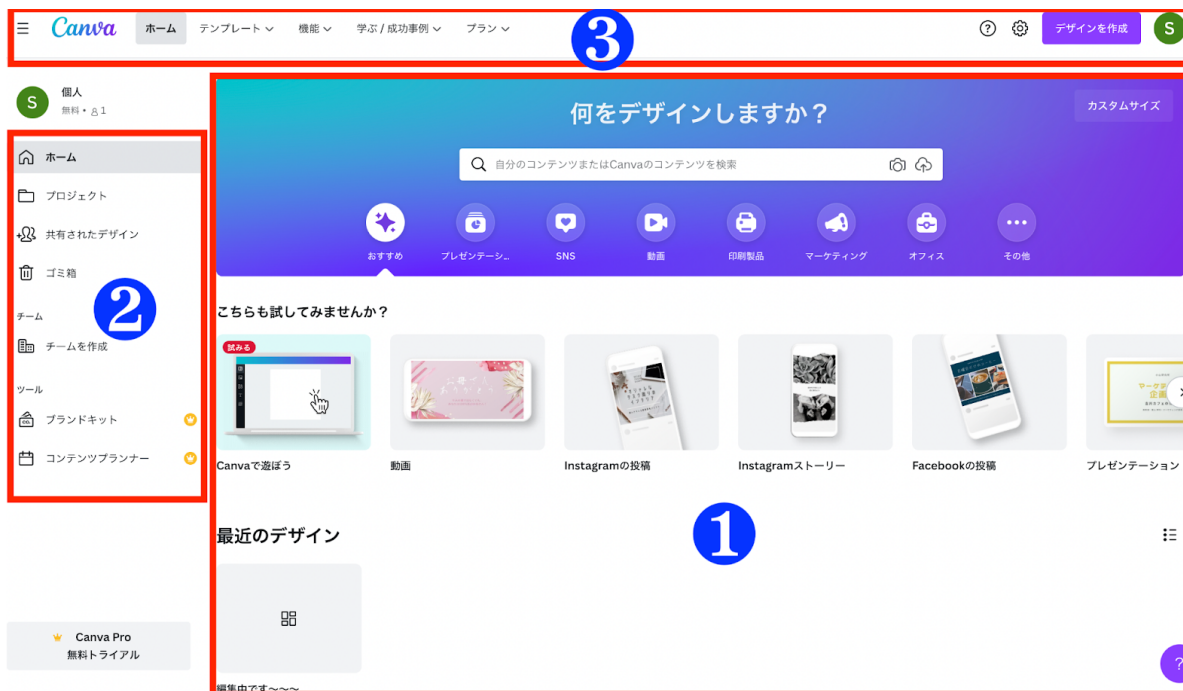 Canva ホーム テンプレート 機能 学ぶ / 成功事例 プラン ? デザインを作成 S
3
S 個人
無料・ 1
ホーム
プロジェクト
共有されたデザイン
ゴミ箱
2
チーム
チームを作成
ツール
ブランドキット
コンテンツプランナー
Canva Pro
無料トライアル
何をデザインしますか？
カスタムサイズ
自分のコンテンツまたはCanvaのコンテンツを検索
おすすめ プレゼンテーシ... SNS 動画 印刷製品 マーケティング オフィス その他
こちらも試してみませんか？
試みる
Canvaで遊ぼう 動画 Instagramの投稿 Instagramストーリー Facebookの投稿 プレゼンテーション
1
最近のデザイン
編集中です～～～
?